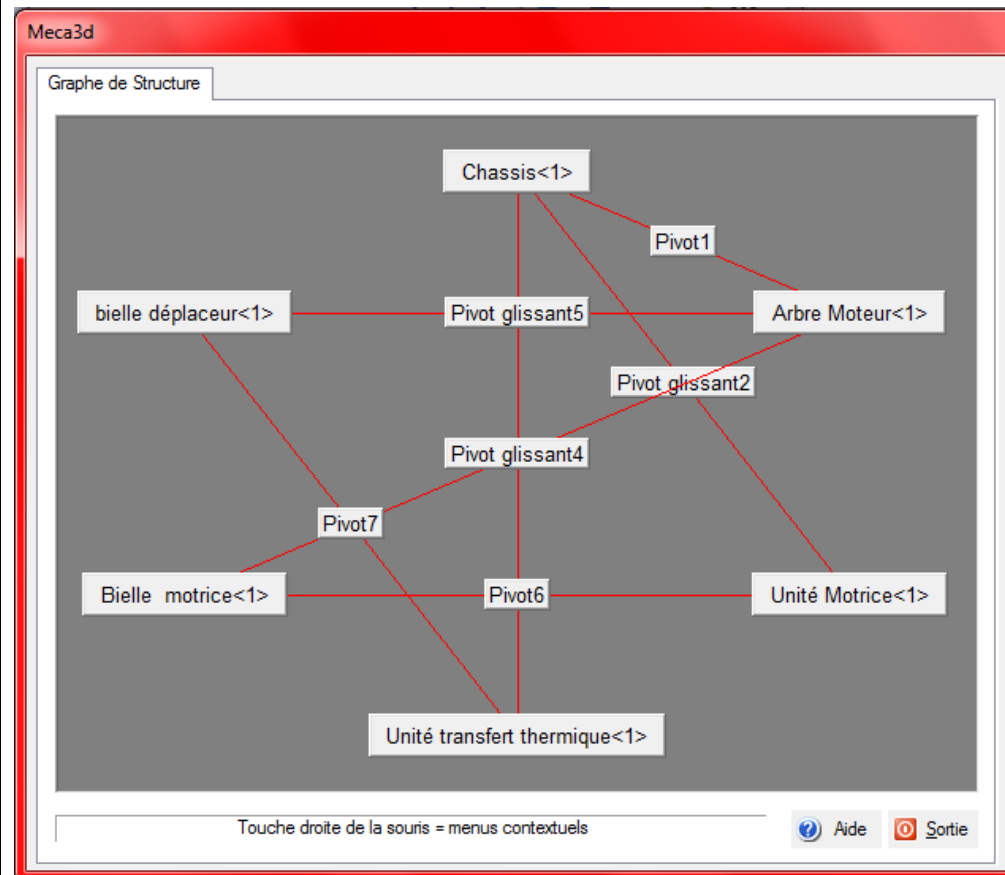 Meca3d
Graphe de Structure
Chassis<1>
Pivot1
bielle déplaceur<1>
Pivot glissant5
Arbre Moteur<1>
Pivot glissant2
Pivot glissant4
Pivot7
Bielle motrice<1>
Pivot6
Unité Motrice<1>
Unité transfert thermique<1>
Touche droite de la souris = menus contextuels
Aide
Sortie